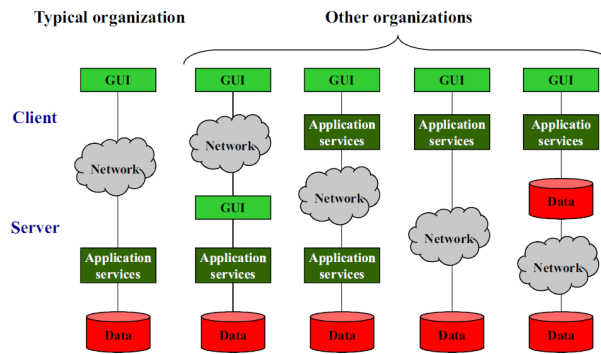 Typical organization
Other organizations
GUI
GUI
GUI
GUI
GUI
Client
Application
services
Application
services
Applicatio
services
Network
Network
Network
Data
GUI
Server
Network
Application
services
Application
services
Application
services
Network
Data
Data
Data
Data
Data